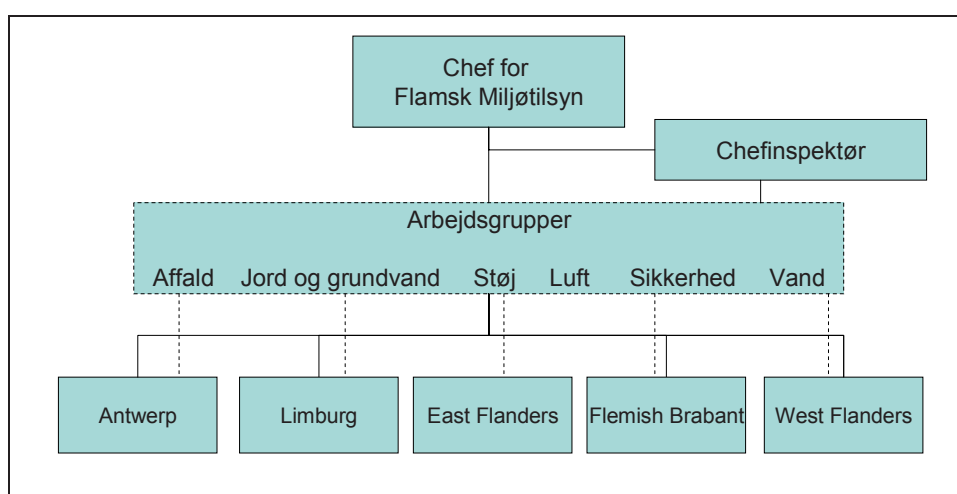 Chef for
Flamsk Miljøtilsyn
Chefinspektør
Arbejdsgrupper
Affald Jord og grundvand Støj Luft Sikkerhed Vand
Antwerp Limburg East Flanders Flemish Brabant West Flanders